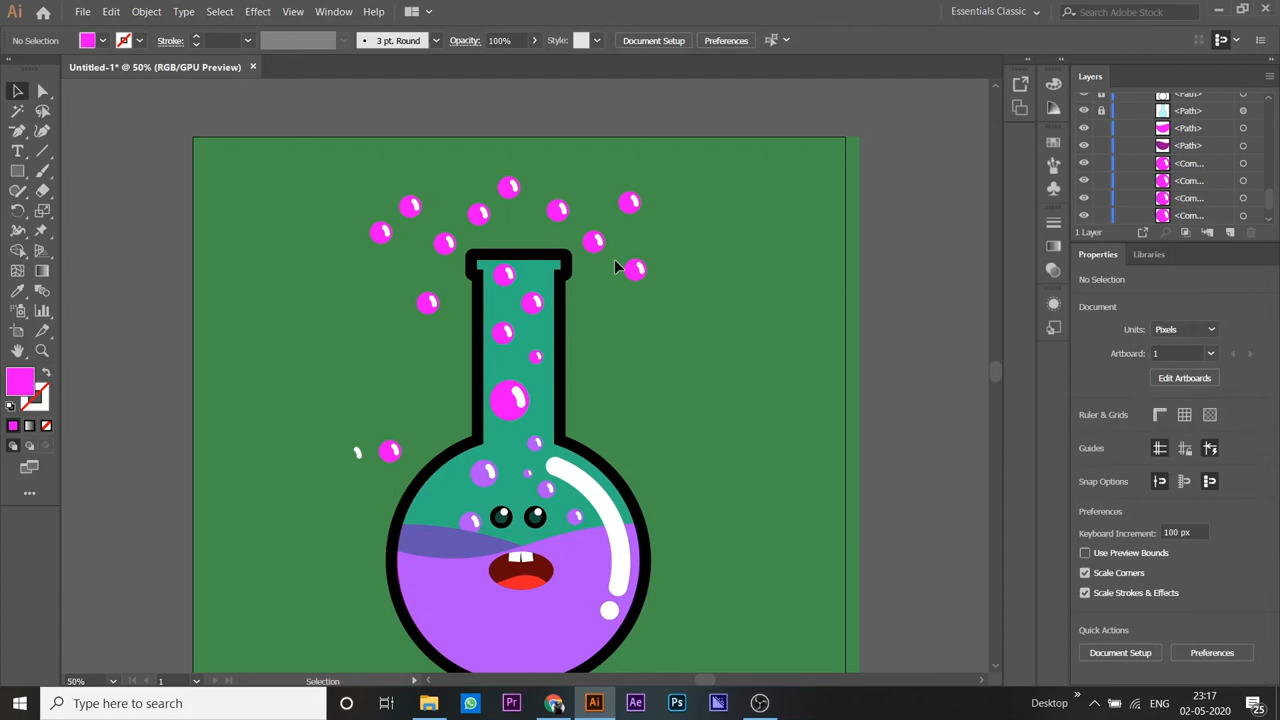 Ai
File Edit Object Type Select Effect View Window Help
Essentials Classic
Search Adobe Stock
No Selection
Stroke:
3 pt. Round
Opacity: 100%
Style:
Document Setup
Preferences
Untitled-1* @ 50% (RGB/GPU Preview)
Layers
<Path>
<Path>
<Path>
<Path>
<Com...
<Com...
<Com...
<Com...
1 Layer
Properties Libraries
No Selection
Document
Units: Pixels
Artboard: 1
Edit Artboards
Ruler & Grids
Guides
Snap Options
Preferences
Keyboard Increment: 100 px
Use Preview Bounds
Scale Corners
Scale Strokes & Effects
Quick Actions
Document Setup Preferences
50% 1 Selection
Type here to search
Pr Ai Ae Ps
Desktop
ENG
23:17
02-05-2020
25